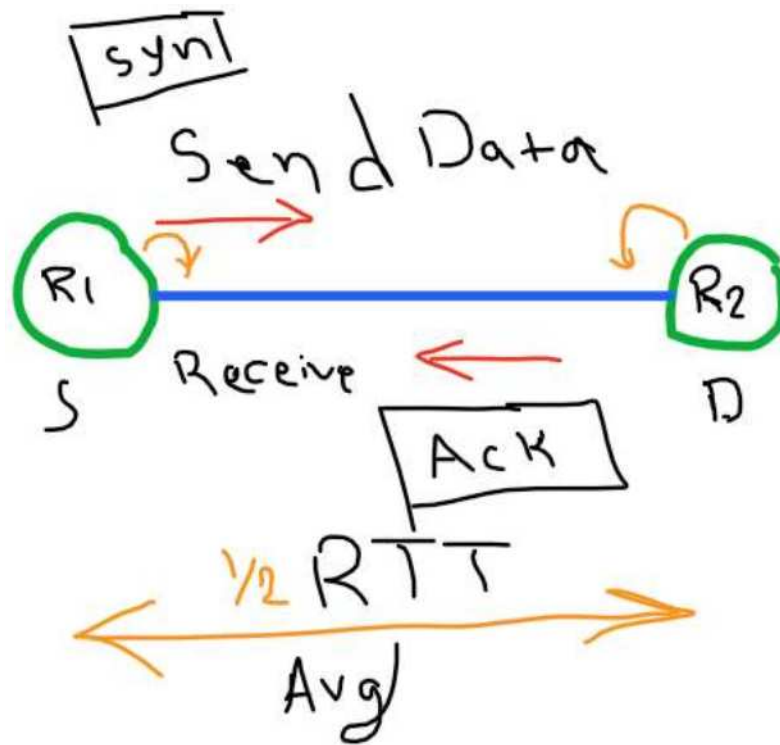 syn
Send Data
R1
R2
S
Receive
D
Ack
1/2 RTT
Avg